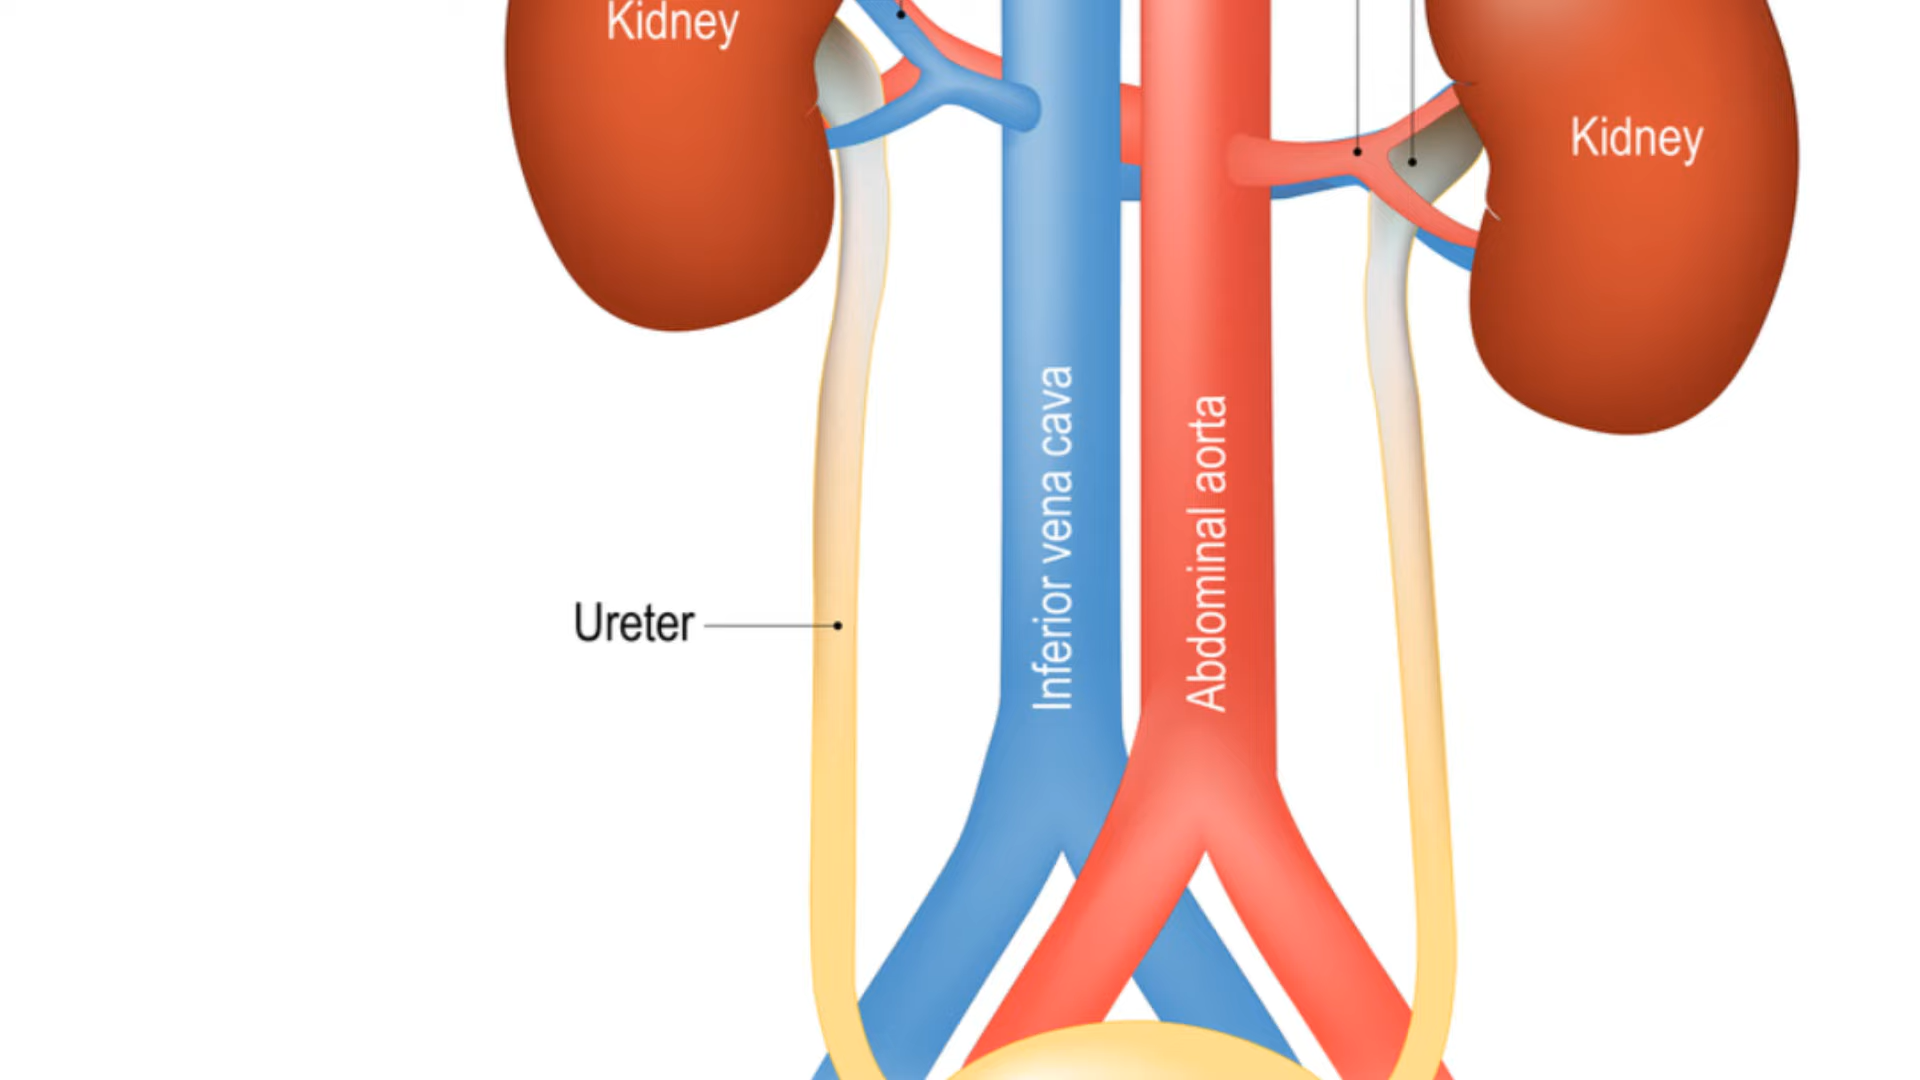 Kidney
Kidney
Inferior vena cava
Abdominal aorta
Ureter